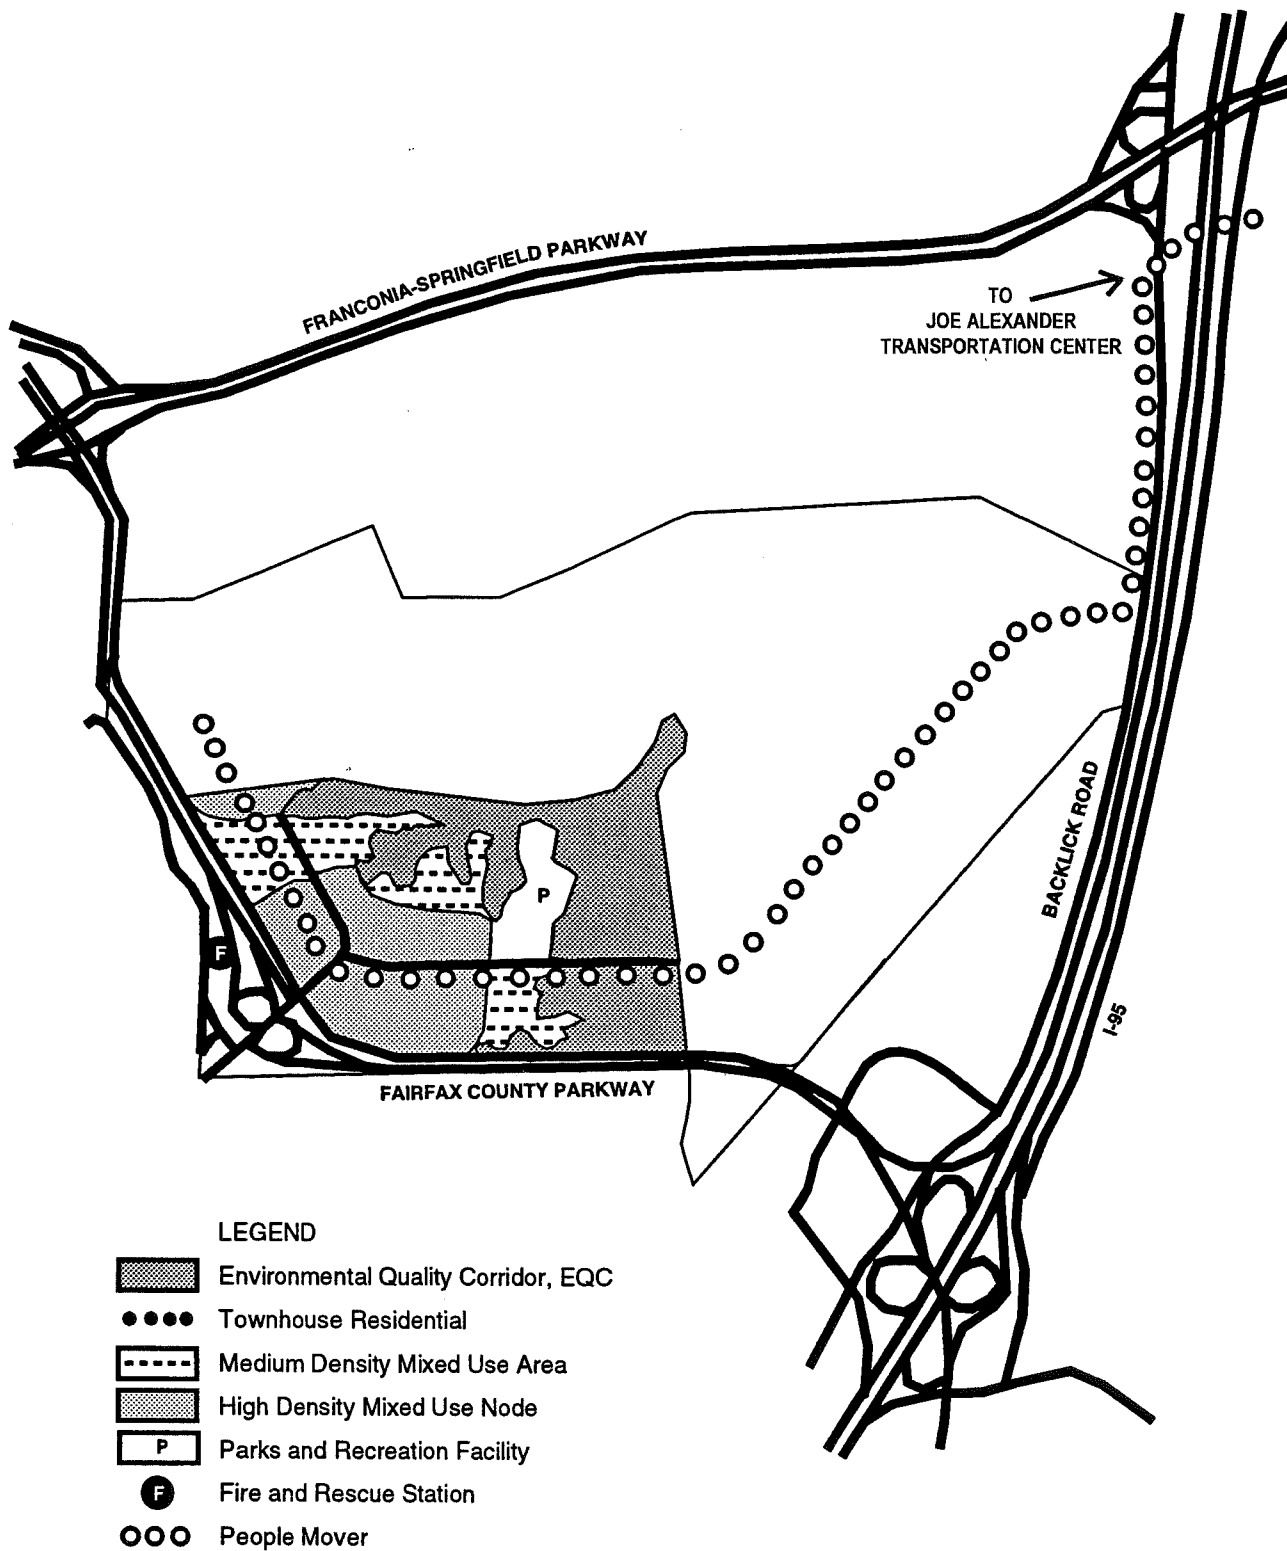 FRANCONIA-SPRINGFIELD PARKWAY
TO
JOE ALEXANDER
TRANSPORTATION CENTER
BACKLICK ROAD
P
F
I-95
FAIRFAX COUNTY PARKWAY
LEGEND
Environmental Quality Corridor, EQC
Townhouse Residential
Medium Density Mixed Use Area
High Density Mixed Use Node
P Parks and Recreation Facility
F Fire and Rescue Station
People Mover